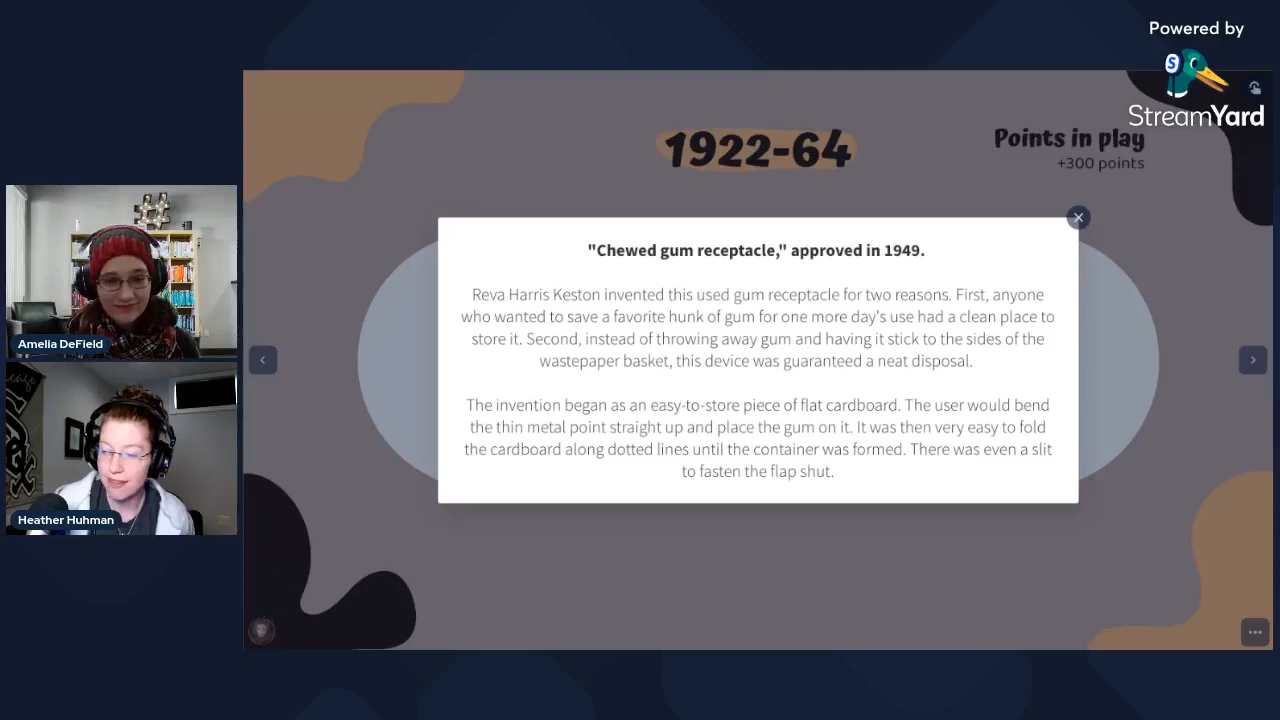 Powered by
S
StreamYard
1922-64
Points in play
+300 points
"Chewed gum receptacle," approved in 1949.
Reva Harris Keston invented this used gum receptacle for two reasons. First, anyone
who wanted to save a favorite hunk of gum for one more day's use had a clean place to
store it. Second, instead of throwing away gum and having it stick to the sides of the
wastepaper basket, this device was guaranteed a neat disposal.
The invention began as an easy-to-store piece of flat cardboard. The user would bend
the thin metal point straight up and place the gum on it. It was then very easy to fold
the cardboard along dotted lines until the container was formed. There was even a slit
to fasten the flap shut.
#
Amelia DeField
Heather Huhman